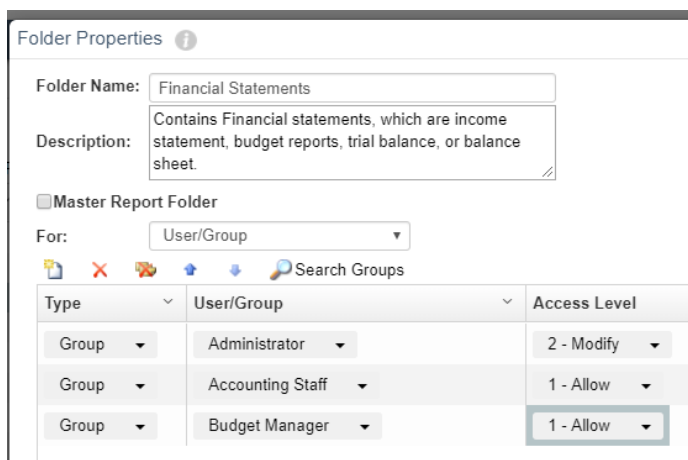 Folder Properties
Folder Name: Financial Statements
Description: Contains Financial statements, which are income
statement, budget reports, trial balance, or balance
sheet.
Master Report Folder
For: User/Group
Search Groups
Type User/Group Access Level
Group Administrator 2 - Modify
Group Accounting Staff 1 - Allow
Group Budget Manager 1 - Allow